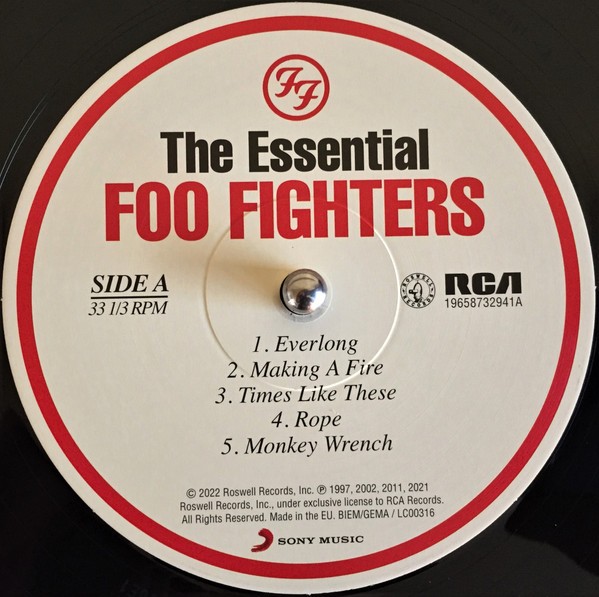 FF
The Essential
FOO FIGHTERS
SIDE A
33 1/3 RPM
ROSWELL RECORDS
RCA
19658732941A
1. Everlong
2. Making A Fire
3. Times Like These
4. Rope
5. Monkey Wrench
© 2022 Roswell Records, Inc. ℗ 1997, 2002, 2011, 2021
Roswell Records, Inc., under exclusive license to RCA Records.
All Rights Reserved. Made in the EU. BIEM/GEMA / LC00316
SONY MUSIC